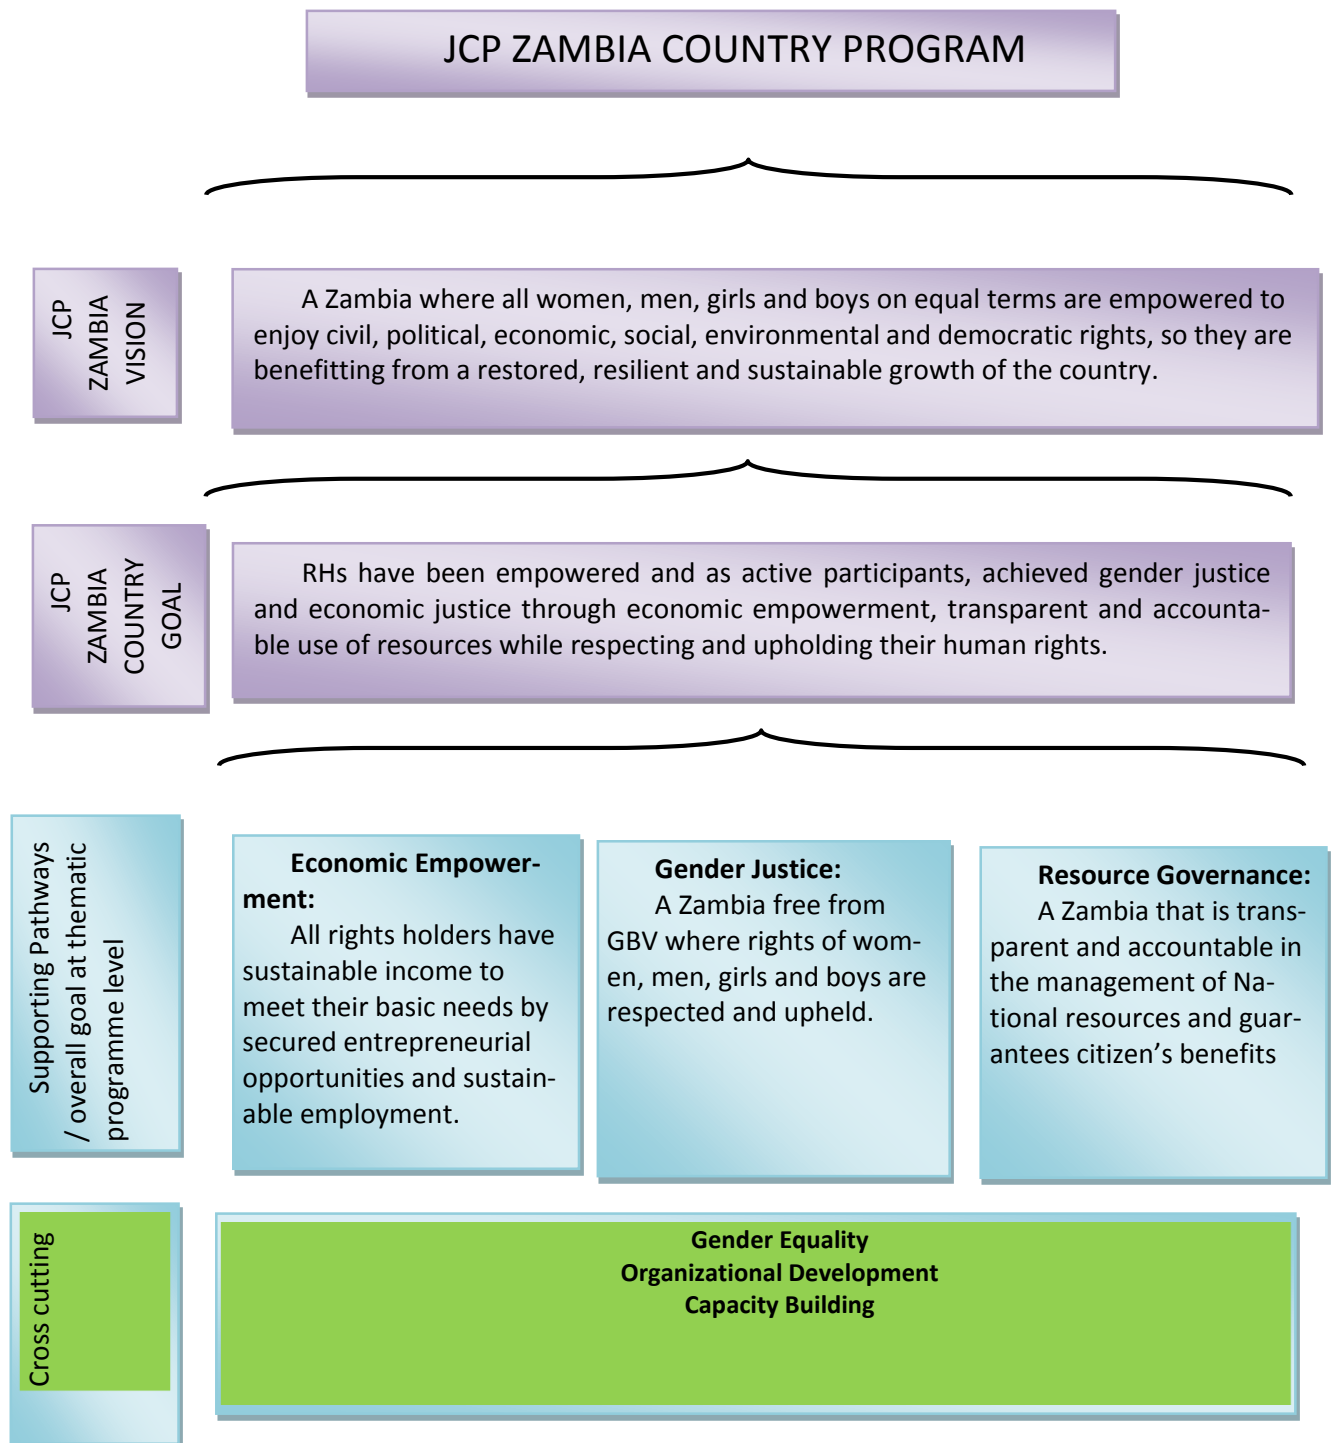 JCP ZAMBIA COUNTRY PROGRAM
JCP
ZAMBIA
VISION
A Zambia where all women, men, girls and boys on equal terms are empowered to
enjoy civil, political, economic, social, environmental and democratic rights, so they are
benefitting from a restored, resilient and sustainable growth of the country.
JCP
ZAMBIA
COUNTRY
GOAL
RHs have been empowered and as active participants, achieved gender justice
and economic justice through economic empowerment, transparent and accounta-
ble use of resources while respecting and upholding their human rights.
Supporting Pathways
/ overall goal at thematic
programme level
Economic Empower-
ment:
All rights holders have
sustainable income to
meet their basic needs by
secured entrepreneurial
opportunities and sustain-
able employment.
Gender Justice:
A Zambia free from
GBV where rights of wom-
en, men, girls and boys are
respected and upheld.
Resource Governance:
A Zambia that is trans-
parent and accountable in
the management of Na-
tional resources and guar-
antees citizen’s benefits
Cross cutting
Gender Equality
Organizational Development
Capacity Building